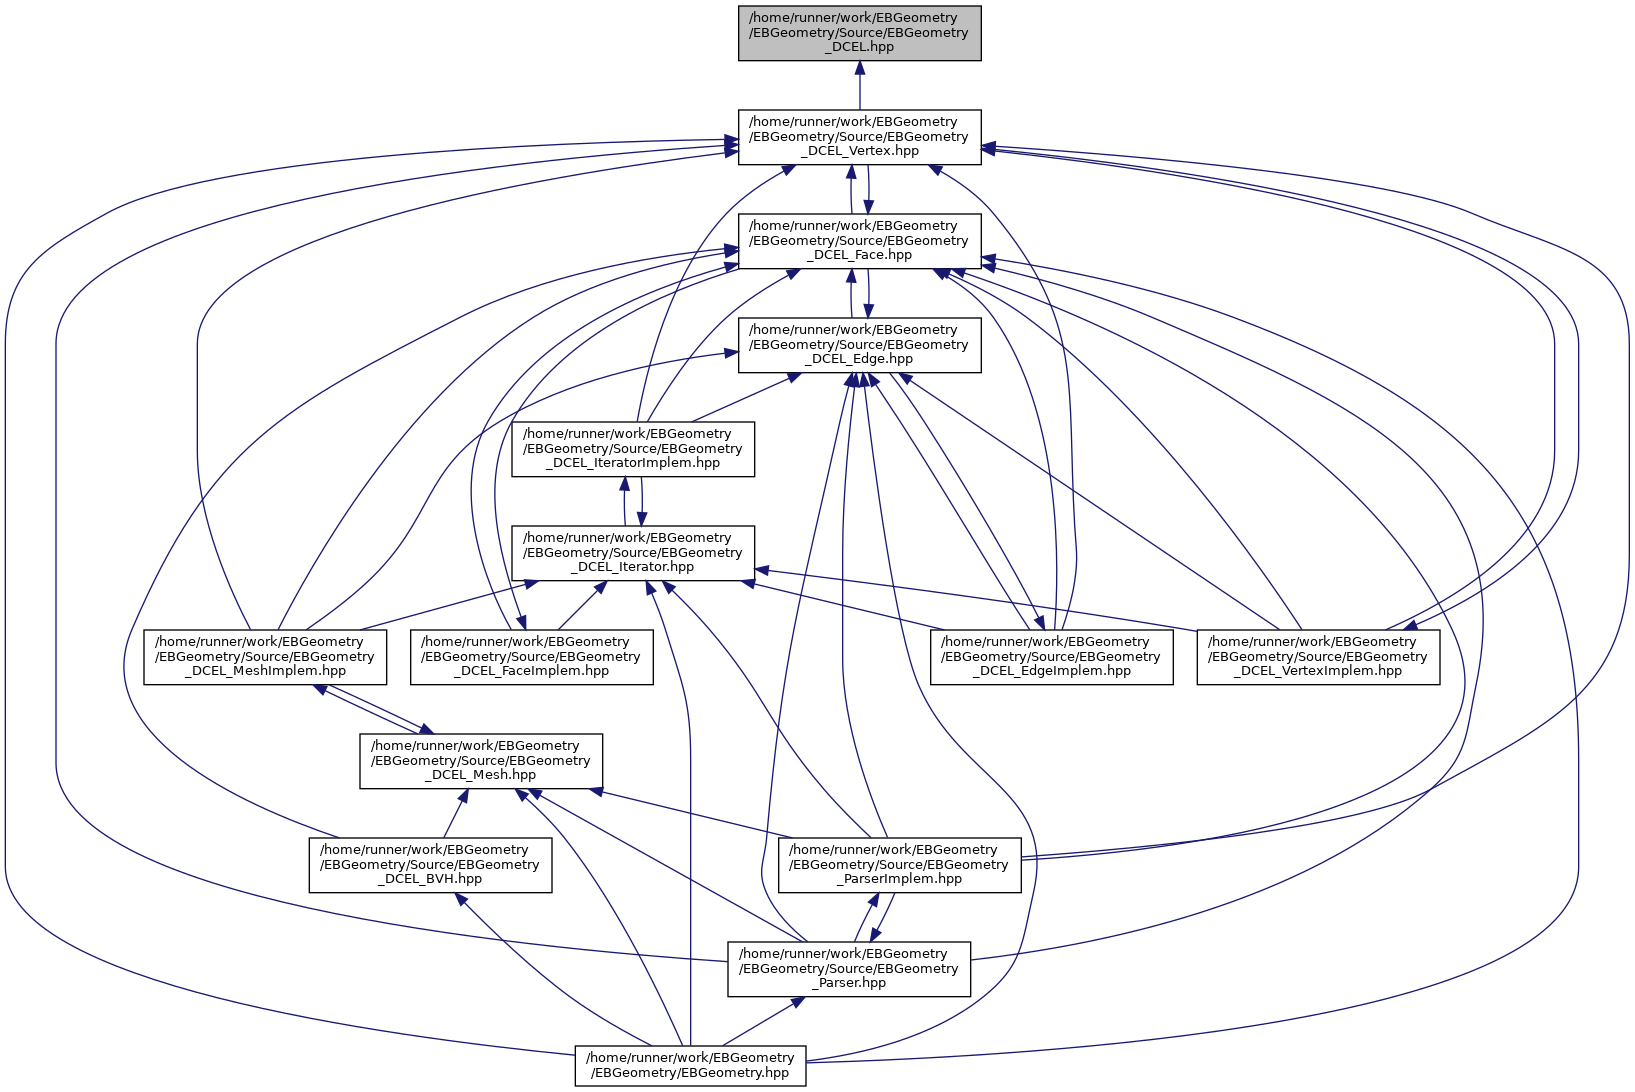 /home/runner/work/EBGeometry
/EBGeometry/Source/EBGeometry
_DCEL.hpp
/home/runner/work/EBGeometry
/EBGeometry/Source/EBGeometry
_DCEL_Vertex.hpp
/home/runner/work/EBGeometry
/EBGeometry/Source/EBGeometry
_DCEL_Face.hpp
/home/runner/work/EBGeometry
/EBGeometry/Source/EBGeometry
_DCEL_Edge.hpp
/home/runner/work/EBGeometry
/EBGeometry/Source/EBGeometry
_DCEL_IteratorImplem.hpp
/home/runner/work/EBGeometry
/EBGeometry/Source/EBGeometry
_DCEL_Iterator.hpp
/home/runner/work/EBGeometry
/EBGeometry/Source/EBGeometry
_DCEL_MeshImplem.hpp
/home/runner/work/EBGeometry
/EBGeometry/Source/EBGeometry
_DCEL_FaceImplem.hpp
/home/runner/work/EBGeometry
/EBGeometry/Source/EBGeometry
_DCEL_EdgeImplem.hpp
/home/runner/work/EBGeometry
/EBGeometry/Source/EBGeometry
_DCEL_VertexImplem.hpp
/home/runner/work/EBGeometry
/EBGeometry/Source/EBGeometry
_DCEL_Mesh.hpp
/home/runner/work/EBGeometry
/EBGeometry/Source/EBGeometry
_DCEL_BVH.hpp
/home/runner/work/EBGeometry
/EBGeometry/Source/EBGeometry
_ParserImplem.hpp
/home/runner/work/EBGeometry
/EBGeometry/Source/EBGeometry
_Parser.hpp
/home/runner/work/EBGeometry
/EBGeometry/EBGeometry.hpp